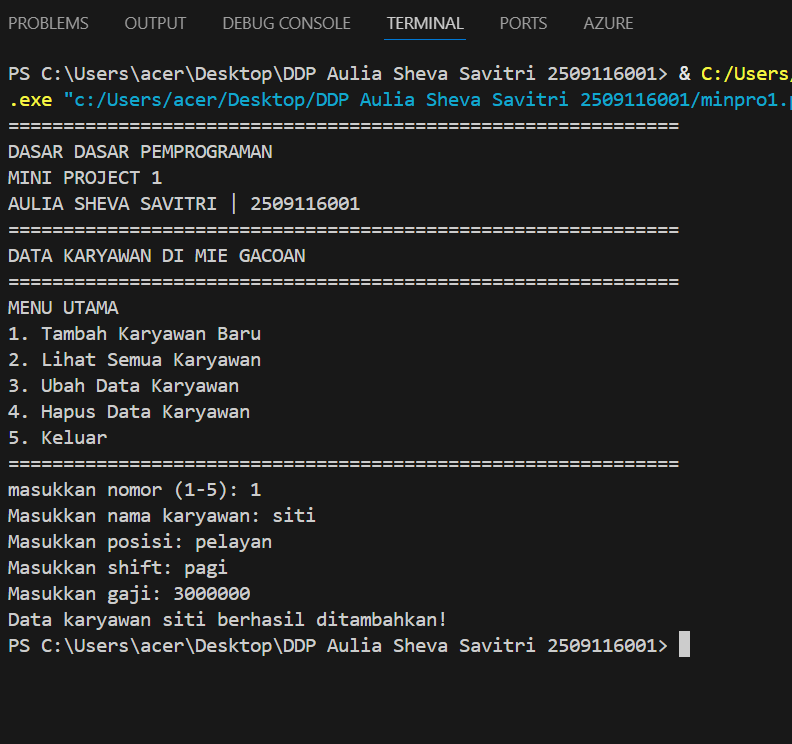 PROBLEMS OUTPUT DEBUG CONSOLE TERMINAL PORTS AZURE
PS C:\Users\acer\Desktop\DDP Aulia Sheva Savitri 2509116001> & C:/Users/
.exe "c:/Users/acer/Desktop/DDP Aulia Sheva Savitri 2509116001/minpro1.p
=============================================================
DASAR DASAR PEMPROGRAMAN
MINI PROJECT 1
AULIA SHEVA SAVITRI | 2509116001
=============================================================
DATA KARYAWAN DI MIE GACOAN
=============================================================
MENU UTAMA
1. Tambah Karyawan Baru
2. Lihat Semua Karyawan
3. Ubah Data Karyawan
4. Hapus Data Karyawan
5. Keluar
=============================================================
masukkan nomor (1-5): 1
Masukkan nama karyawan: siti
Masukkan posisi: pelayan
Masukkan shift: pagi
Masukkan gaji: 3000000
Data karyawan siti berhasil ditambahkan!
PS C:\Users\acer\Desktop\DDP Aulia Sheva Savitri 2509116001>